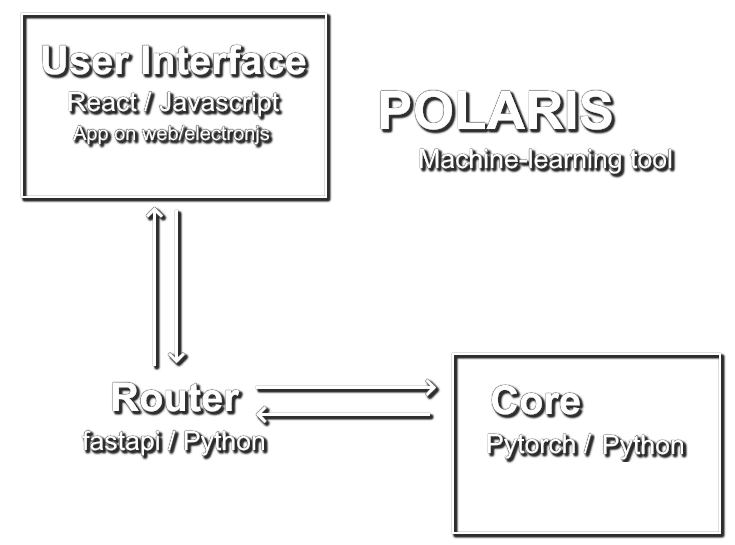 User Interface
React / Javascript
App on web/electronjs
POLARIS
Machine-learning tool
Router
fastapi / Python
Core
Pytorch / Python